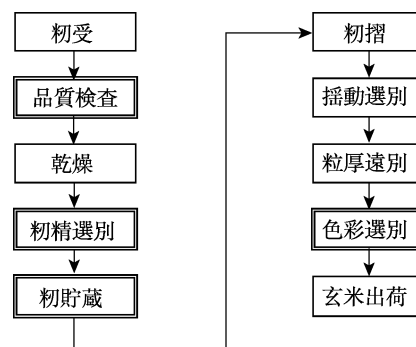 籾受
品質検査
乾燥
籾精選別
籾貯蔵
籾摺
揺動選別
粒厚遠別
色彩選別
玄米出荷